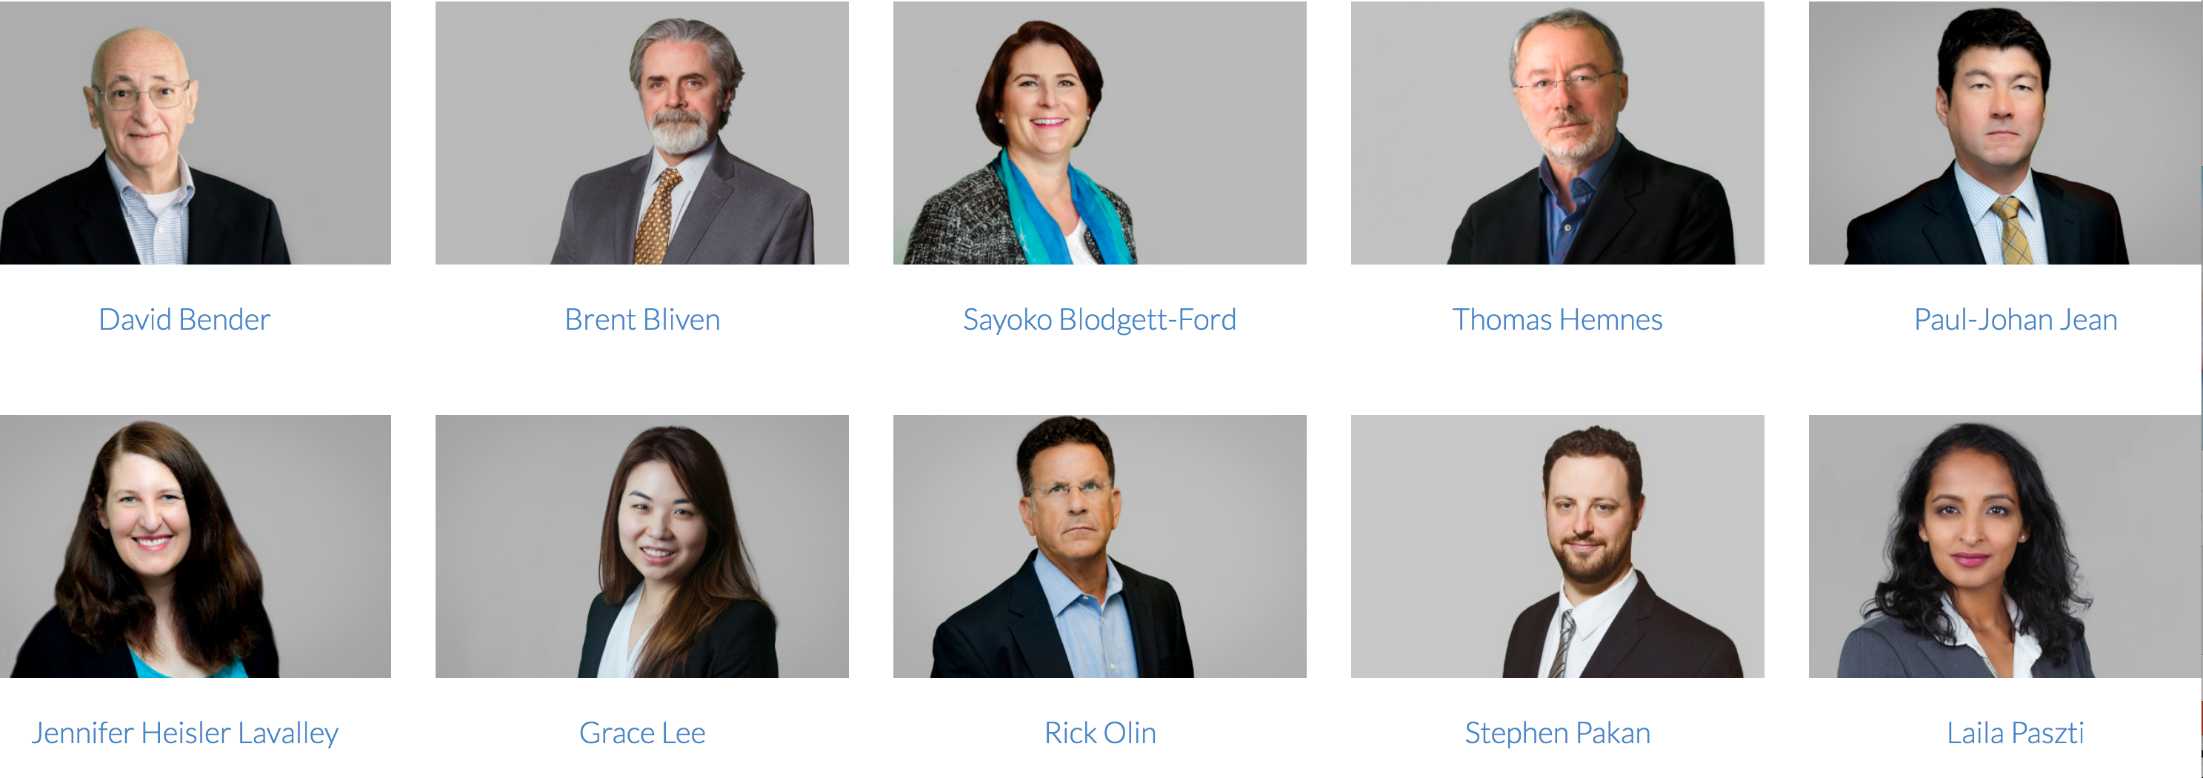 David Bender
Brent Bliven
Sayoko Blodgett-Ford
Thomas Hemnes
Paul-Johan Jean
Jennifer Heisler Lavalley
Grace Lee
Rick Olin
Stephen Pakan
Laila Paszti